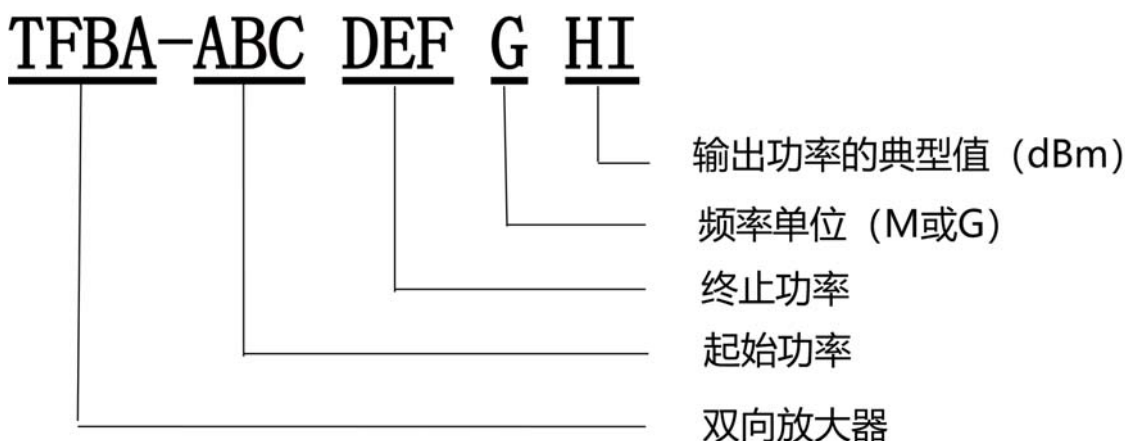 TFBA-ABC DEF G HI
输出功率的典型值（dBm）
频率单位（M或G）
终止功率
起始功率
双向放大器